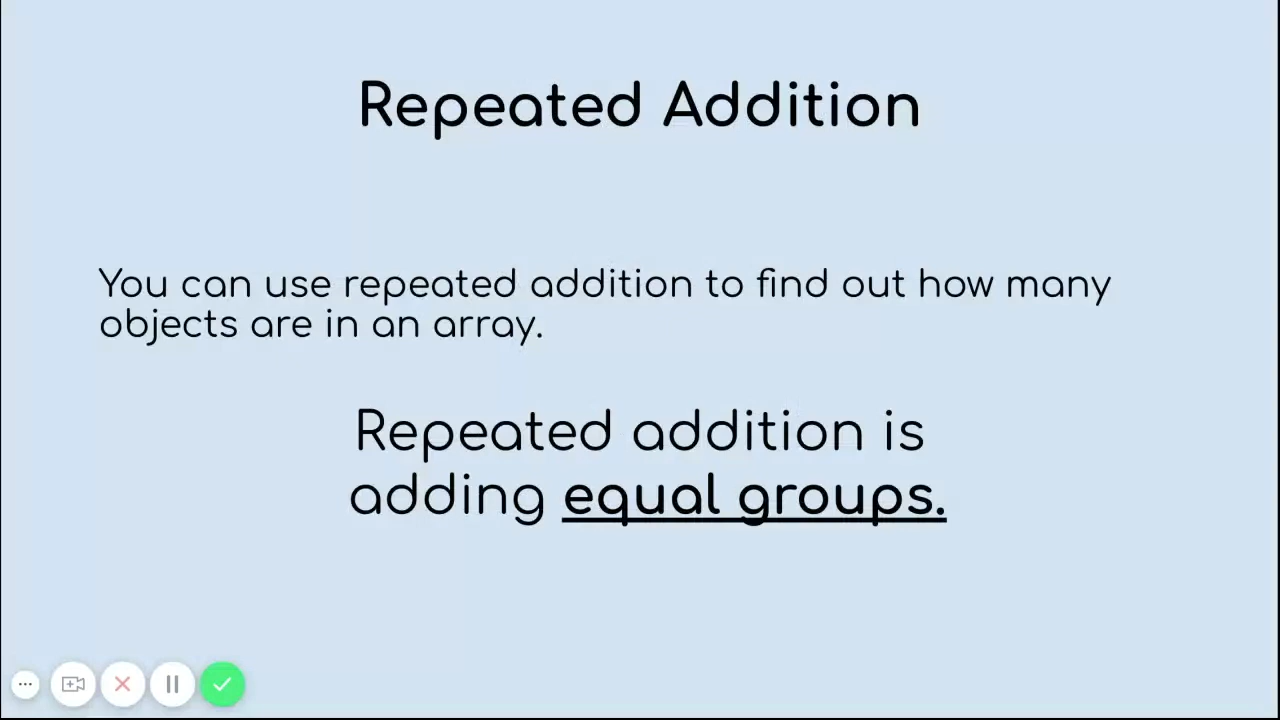 Repeated Addition
You can use repeated addition to find out how many
objects are in an array.
Repeated addition is
adding equal groups.